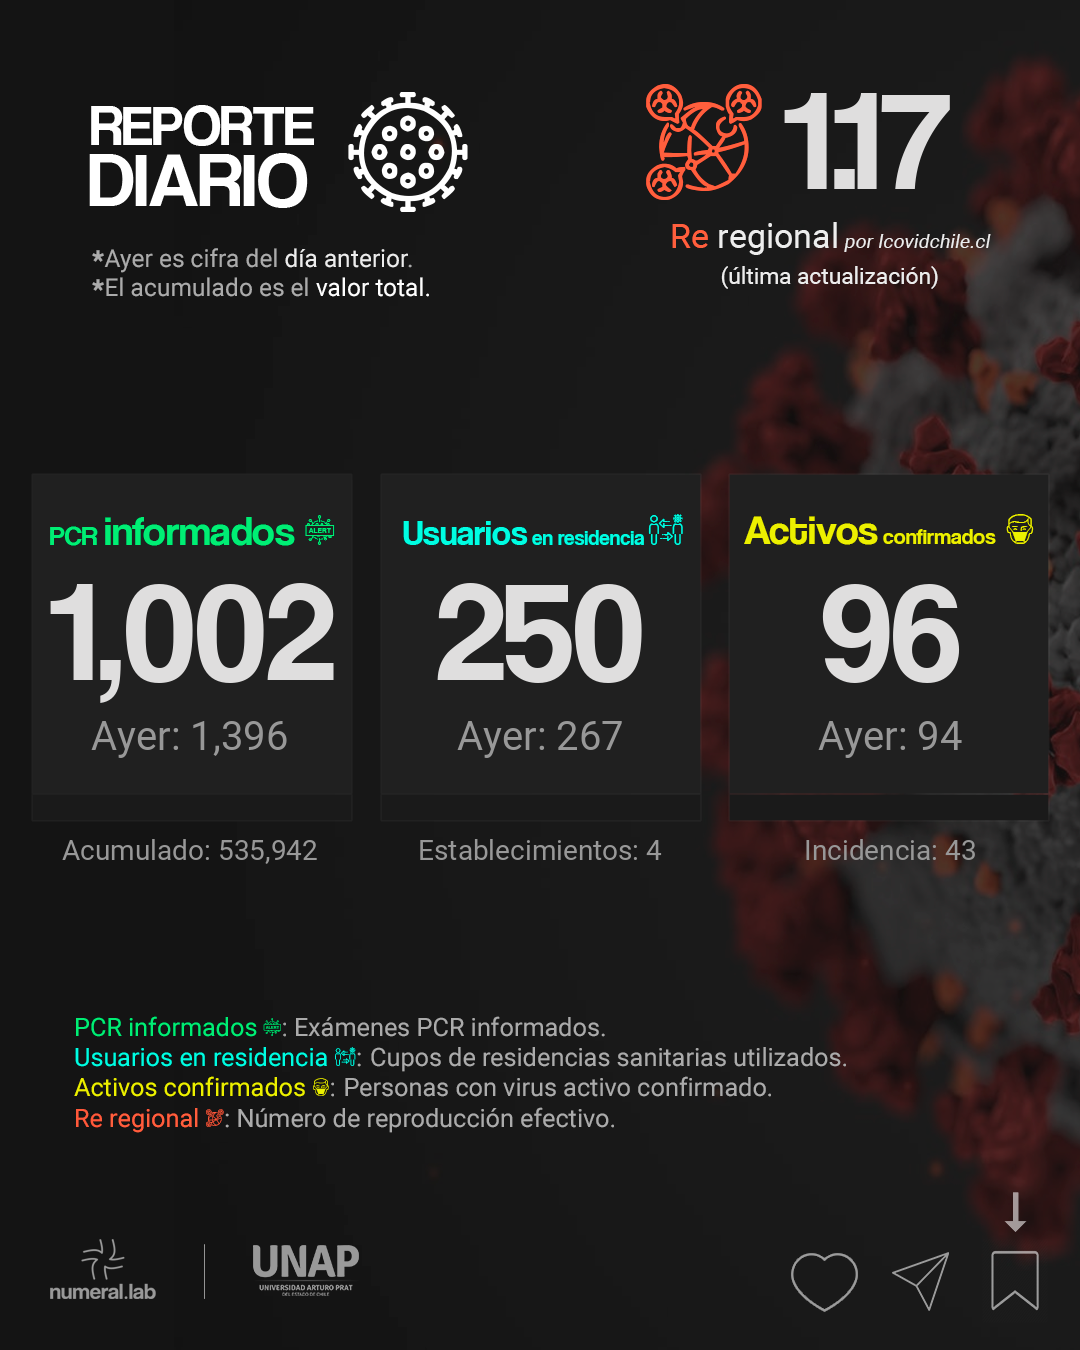 REPORTE
DIARIO
*Ayer es cifra del día anterior.
*El acumulado es el valor total.
1.17
Re regional por Icovidchile.cl
(última actualización)
PCR informados ALERT
1,002
Ayer: 1,396
Acumulado: 535,942
Usuarios en residencia
250
Ayer: 267
Establecimientos: 4
Activos confirmados
96
Ayer: 94
Incidencia: 43
PCR informados ALERT: Exámenes PCR informados.
Usuarios en residencia : Cupos de residencias sanitarias utilizados.
Activos confirmados : Personas con virus activo confirmado.
Re regional : Número de reproducción efectivo.
numeral.lab
UNAP
UNIVERSIDAD ARTURO PRAT
DEL ESTADO DE CHILE